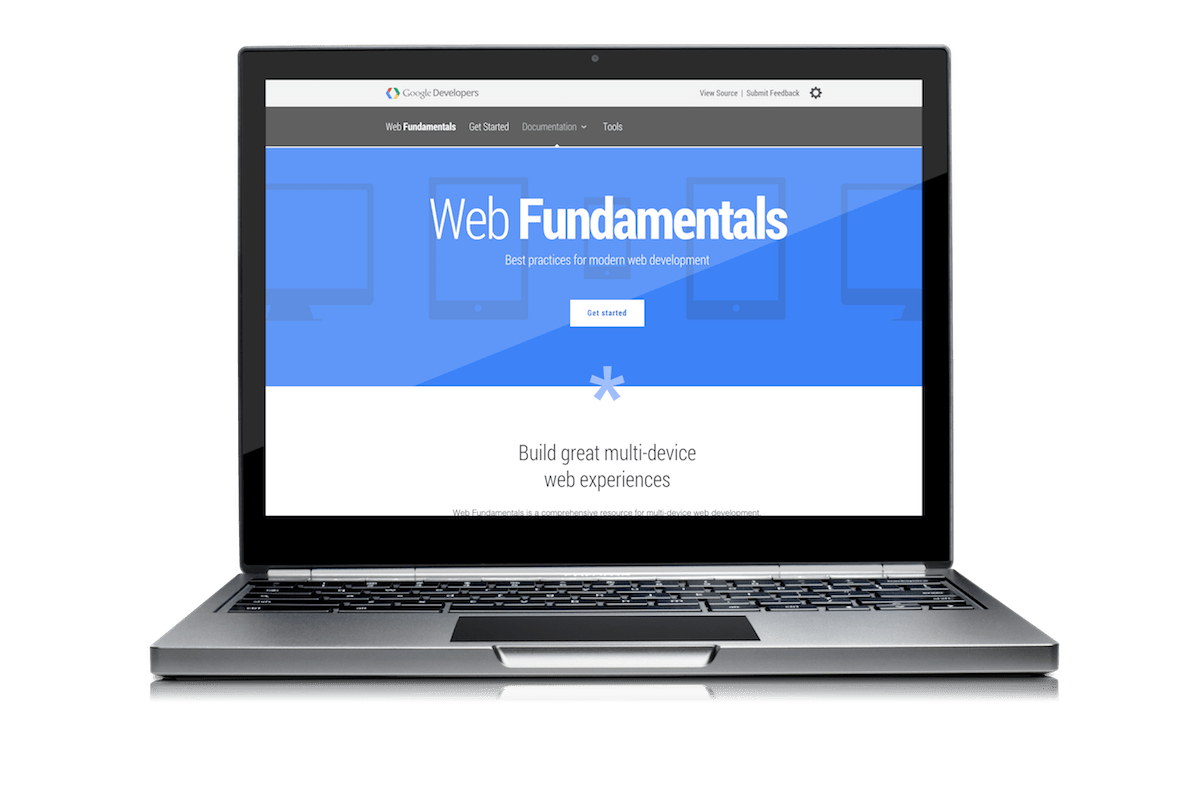 Google Developers
View Source | Submit Feedback
Web Fundamentals
Get Started
Documentation
Tools
Web Fundamentals
Best practices for modern web development
Get started
*
Build great multi-device
web experiences
Web Fundamentals is a comprehensive resource for multi-device web development.